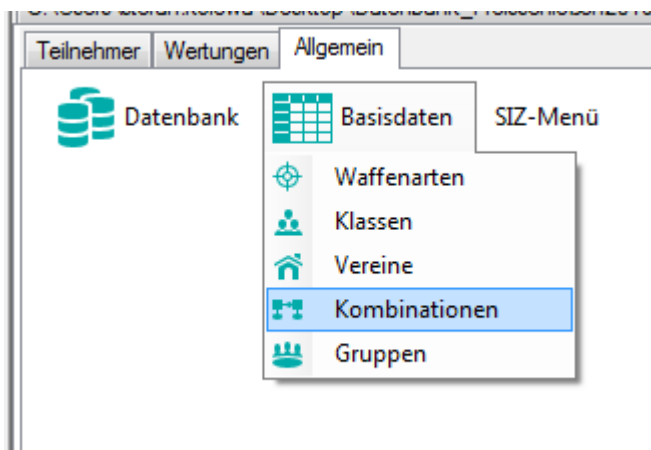 Teilnehmer Wertungen Allgemein
Datenbank Basisdaten SIZ-Menü
Waffenarten
Klassen
Vereine
Kombinationen
Gruppen